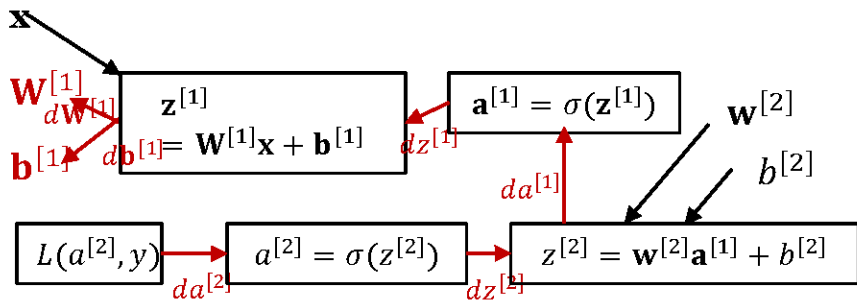 𝐱
𝐖^{[1]}
d𝐖^{[1]}
𝐛^{[1]}
d𝐛^{[1]}
𝐳^{[1]}
= 𝐖^{[1]}𝐱 + 𝐛^{[1]}
dz^{[1]}
𝐚^{[1]} = σ(𝐳^{[1]})
𝐰^{[2]}
b^{[2]}
da^{[1]}
L(a^{[2]}, y)
da^{[2]}
a^{[2]} = σ(z^{[2]})
dz^{[2]}
z^{[2]} = 𝐰^{[2]}𝐚^{[1]} + b^{[2]}